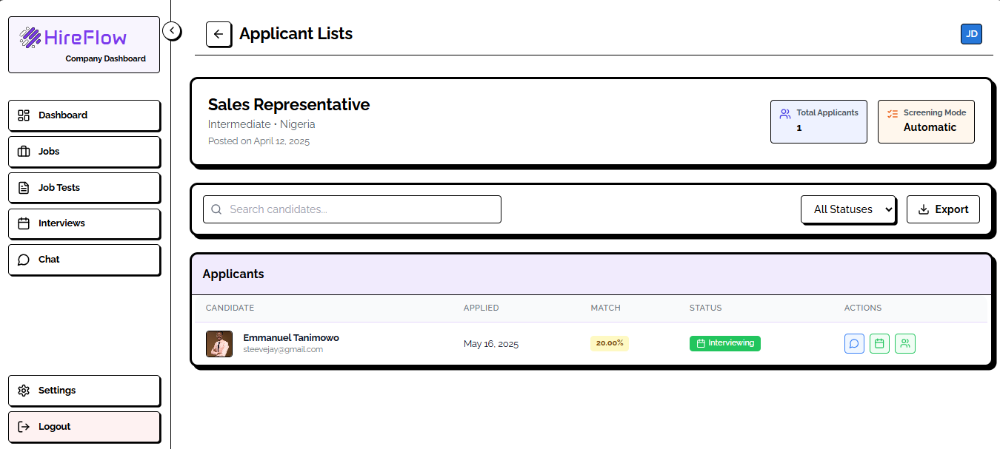 HireFlow
Company Dashboard
Dashboard
Jobs
Job Tests
Interviews
Chat
Settings
Logout
Applicant Lists
JD
Sales Representative
Intermediate • Nigeria
Posted on April 12, 2025
Total Applicants
1
Screening Mode
Automatic
Search candidates...
All Statuses
Export
Applicants
CANDIDATE APPLIED MATCH STATUS ACTIONS
Emmanuel Tanimowo
steevejay@gmail.com
May 16, 2025
20.00%
Interviewing